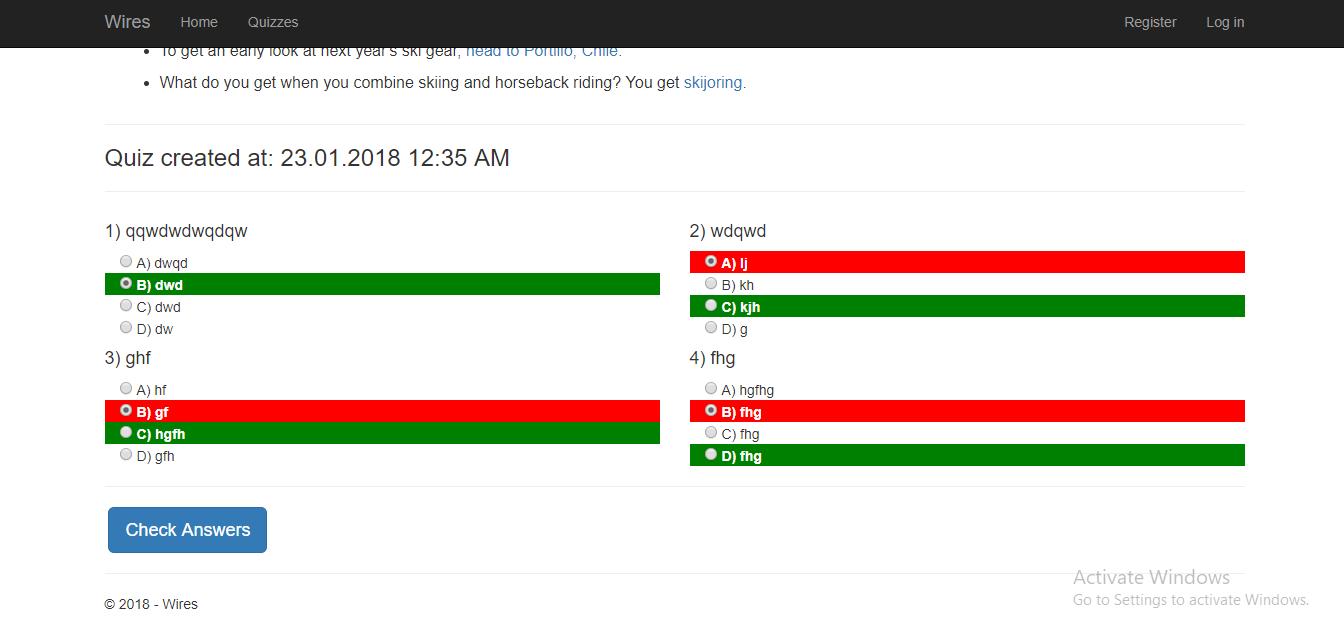 Wires Home Quizzes Register Log in
To get an early look at next year's ski gear, head to Portillo, Chile.
What do you get when you combine skiing and horseback riding? You get skijoring.
Quiz created at: 23.01.2018 12:35 AM
1) qqwdwdwqdqw
A) dwqd
B) dwd
C) dwd
D) dw
2) wdqwd
A) lj
B) kh
C) kjh
D) g
3) ghf
A) hf
B) gf
C) hgfh
D) gfh
4) fhg
A) hgfhg
B) fhg
C) fhg
D) fhg
Check Answers
Activate Windows
Go to Settings to activate Windows.
© 2018 - Wires